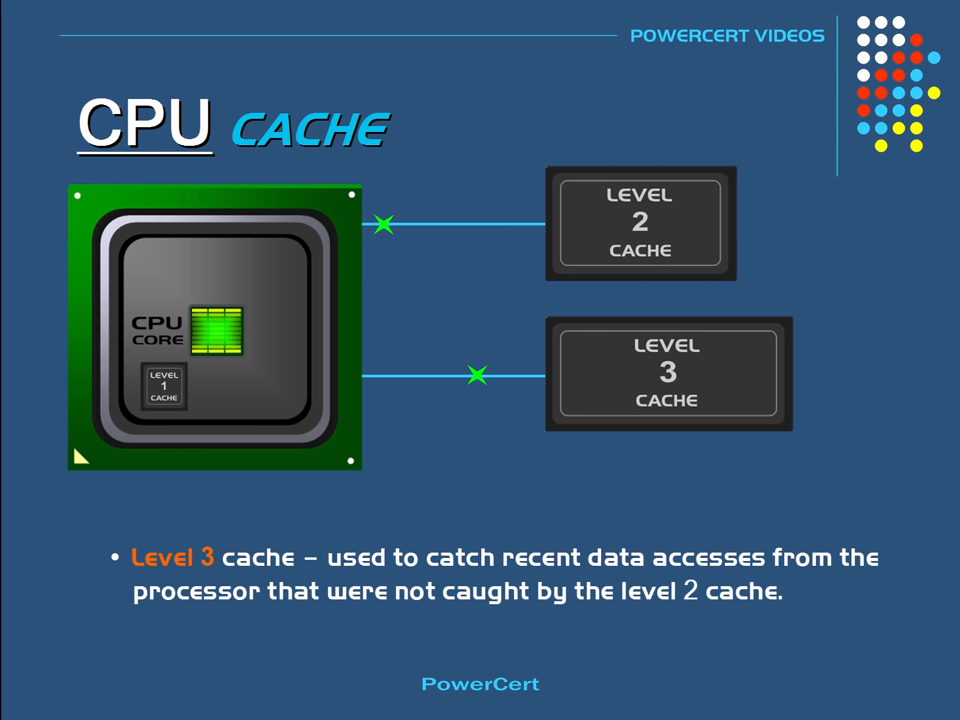 POWERCERT VIDEOS
CPU CACHE
LEVEL
2
CACHE
CPU
CORE
LEVEL
1
CACHE
LEVEL
3
CACHE
• Level 3 cache – used to catch recent data accesses from the
processor that were not caught by the level 2 cache.
PowerCert